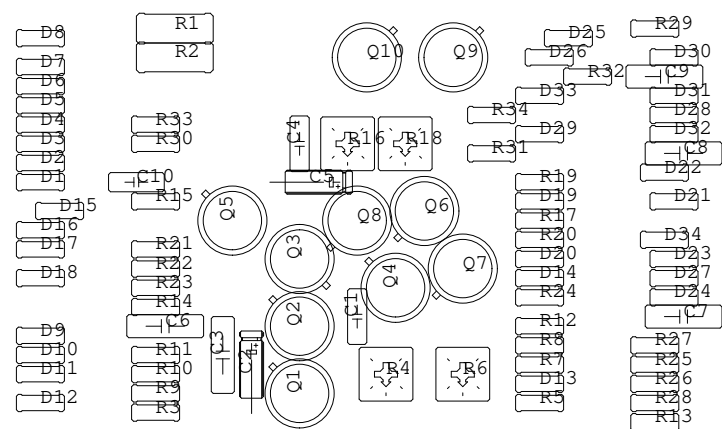 R1
R2
D8
D7
D6
D5
D4
D3
D2
D1
D15
D16
D17
D18
D9
D10
D11
D12
R33
R30
C10
R15
R21
R22
R23
R14
C6
R11
R10
R9
R3
Q10
Q9
C4
R16
R18
C5
Q5
Q8
Q6
Q3
Q4
Q7
Q2
C1
C3
C2
Q1
R4
R6
D25
D26
R32
D33
R34
D29
R31
R19
D19
R17
R20
D20
D14
R24
R12
R8
R7
D13
R5
R29
D30
C9
D31
D28
D32
C8
D22
D21
D34
D23
D27
D24
C7
R27
R25
R26
R28
R13